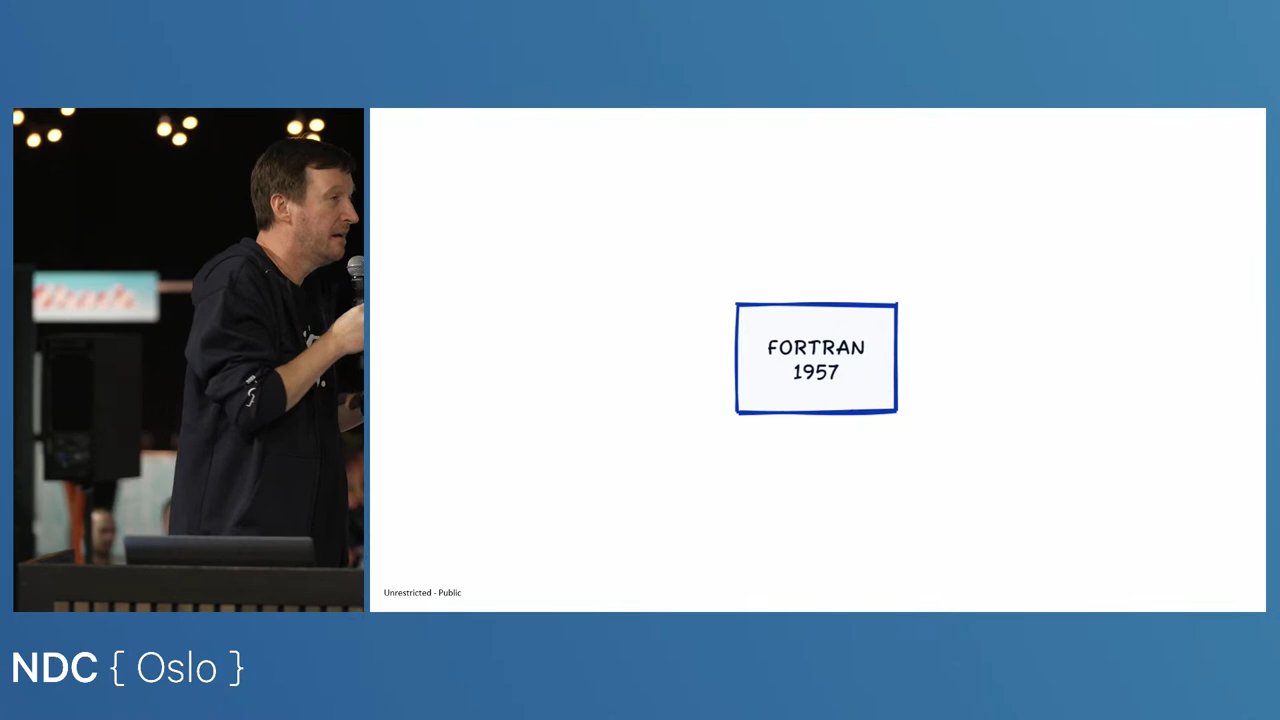 FORTRAN
1957
Unrestricted - Public
NDC { Oslo }